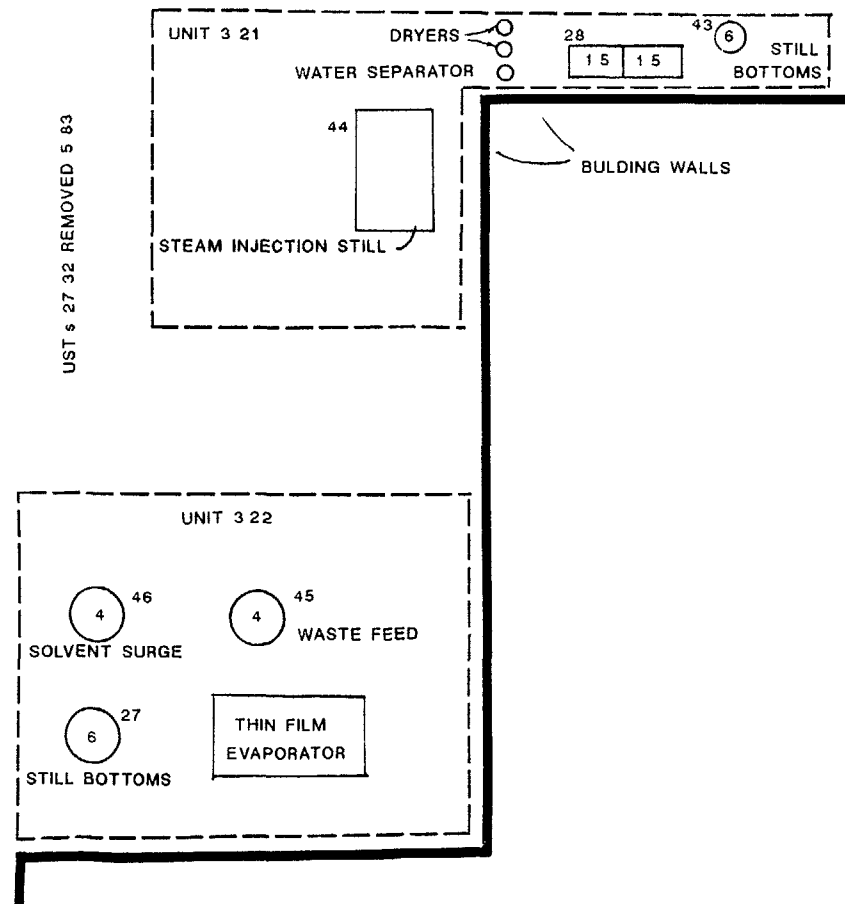 UNIT 3 21
DRYERS
WATER SEPARATOR
28
15 15
43
6
STILL
BOTTOMS
44
STEAM INJECTION STILL
BULDING WALLS
UST s 27 32 REMOVED 5 83
UNIT 3 22
4
46
SOLVENT SURGE
4
45
WASTE FEED
6
27
STILL BOTTOMS
THIN FILM
EVAPORATOR